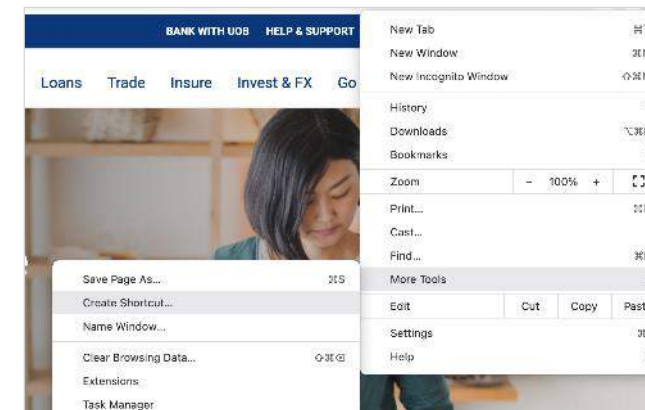 BANK WITH UOB HELP & SUPPORT
Loans Trade Insure Invest & FX Go
New Tab
New Window
New Incognito Window
History
Downloads
Bookmarks
Zoom - 100% +
Print...
Cast...
Find...
More Tools
Edit Cut Copy Past
Settings
Help
Save Page As... ⌘S
Create Shortcut...
Name Window...
Clear Browsing Data... ⇧⌘⌫
Extensions
Task Manager